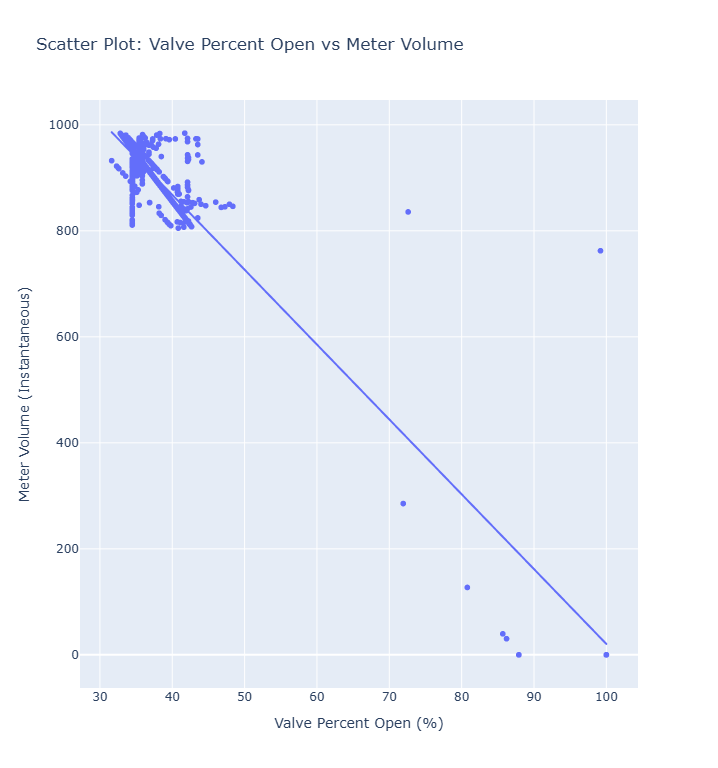 Scatter Plot: Valve Percent Open vs Meter Volume
1000
800
600
400
200
0
Meter Volume (Instantaneous)
30 40 50 60 70 80 90 100
Valve Percent Open (%)